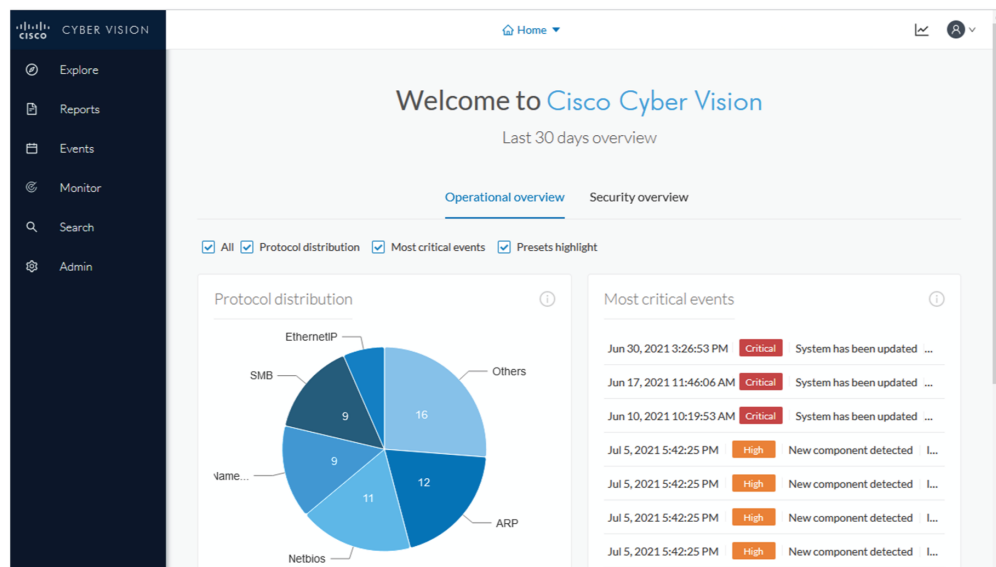 CISCO CYBER VISION
Home
Explore
Reports
Events
Monitor
Search
Admin
Welcome to Cisco Cyber Vision
Last 30 days overview
Operational overview Security overview
All Protocol distribution Most critical events Presets highlight
Protocol distribution
EthernetIP
SMB
Others
9
16
9
12
11
Name...
ARP
Netbios
Most critical events
Jun 30, 2021 3:26:53 PM Critical System has been updated ...
Jun 17, 2021 11:46:06 AM Critical System has been updated ...
Jun 10, 2021 10:19:53 AM Critical System has been updated ...
Jul 5, 2021 5:42:25 PM High New component detected I...
Jul 5, 2021 5:42:25 PM High New component detected I...
Jul 5, 2021 5:42:25 PM High New component detected I...
Jul 5, 2021 5:42:25 PM High New component detected I...